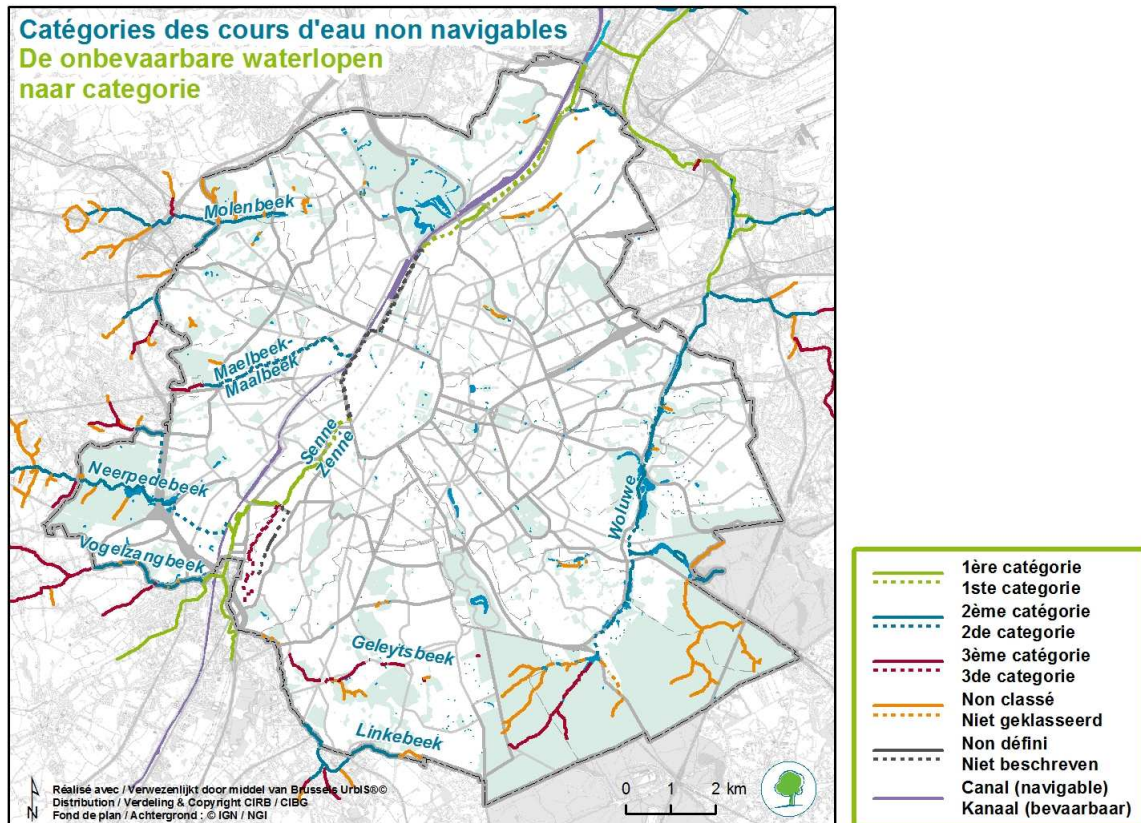 Catégories des cours d'eau non navigables
De onbevaarbare waterlopen
naar categorie
Molenbeek
Maelbeek-
Maalbeek
Senne
Zenne
Neerpedebeek
Vogelzangbeek
Woluwe
Geleytsbeek
Linkebeek
N
Réalisé avec / Verwezenlijkt door middel van Brussels UrbIS®©
Distribution / Verdeling & Copyright CIRB / CIBG
Fond de plan / Achtergrond : © IGN / NGI
0 1 2 km
1ère catégorie
1ste categorie
2ème catégorie
2de categorie
3ème catégorie
3de categorie
Non classé
Niet geklasseerd
Non défini
Niet beschreven
Canal (navigable)
Kanaal (bevaarbaar)